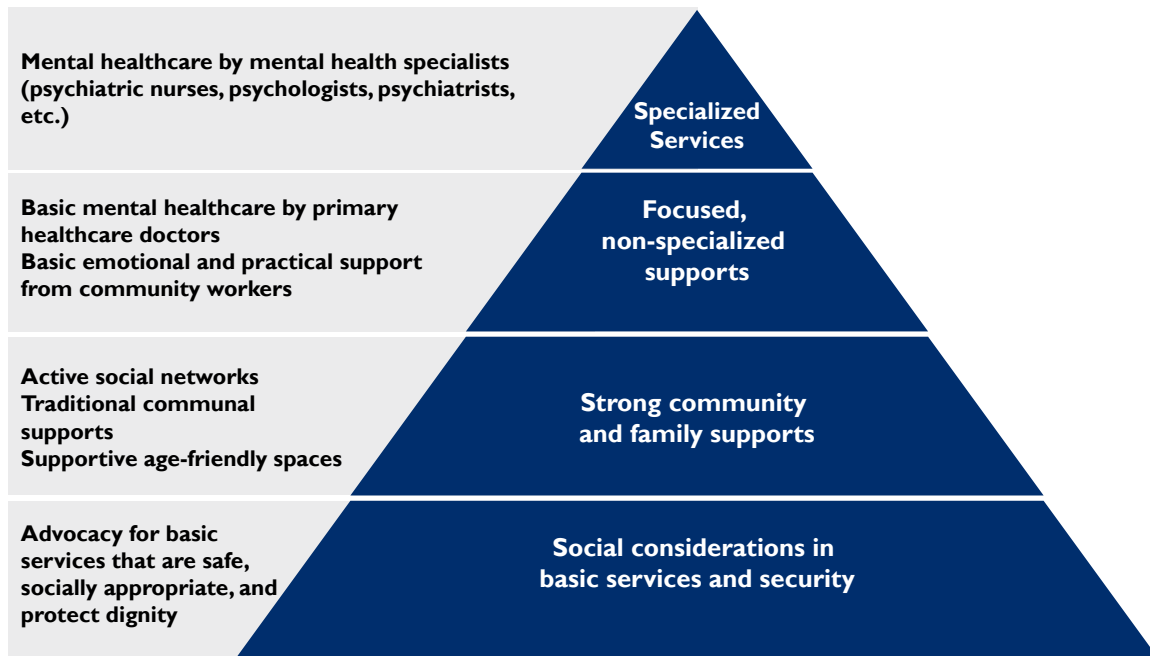 Mental healthcare by mental health specialists
(psychiatric nurses, psychologists, psychiatrists,
etc.)
Specialized
Services
Basic mental healthcare by primary
healthcare doctors
Basic emotional and practical support
from community workers
Focused,
non-specialized
supports
Active social networks
Traditional communal
supports
Supportive age-friendly spaces
Strong community
and family supports
Advocacy for basic
services that are safe,
socially appropriate, and
protect dignity
Social considerations in
basic services and security